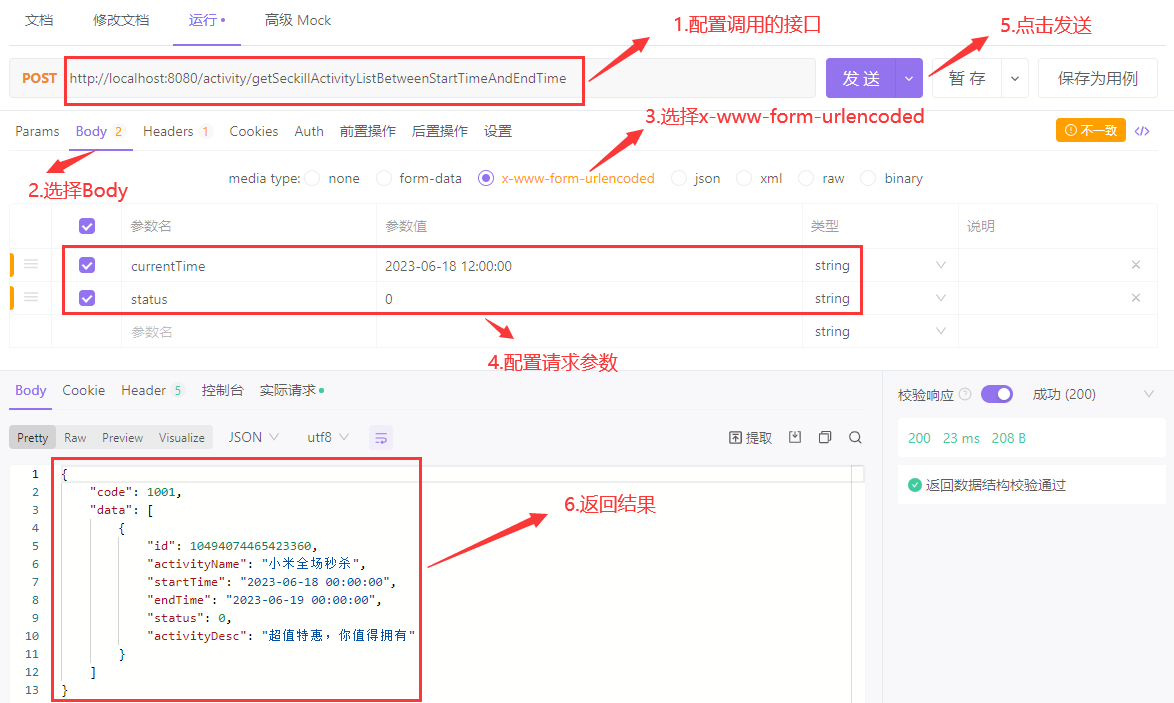 文档 修改文档 运行 高级 Mock
1.配置调用的接口
5.点击发送
POST http://localhost:8080/activity/getSeckillActivityListBetweenStartTimeAndEndTime 发 送 暂 存 保存为用例
3.选择x-www-form-urlencoded
Params Body 2 Headers 1 Cookies Auth 前置操作 后置操作 设置 不一致 </>
2.选择Body
media type: none form-data x-www-form-urlencoded json xml raw binary
参数名 参数值 类型 说明
currentTime 2023-06-18 12:00:00 string
status 0 string
参数名 string
4.配置请求参数
Body Cookie Header 5 控制台 实际请求 校验响应 成功 (200)
Pretty Raw Preview Visualize JSON utf8 提取 200 23 ms 208 B
1 {
2 "code": 1001,
3 "data": [
4 {
5 "id": 10494074465423360,
6 "activityName": "小米全场秒杀",
7 "startTime": "2023-06-18 00:00:00",
8 "endTime": "2023-06-19 00:00:00",
9 "status": 0,
10 "activityDesc": "超值特惠，你值得拥有"
11 }
12 ]
13 }
6.返回结果
返回数据结构校验通过